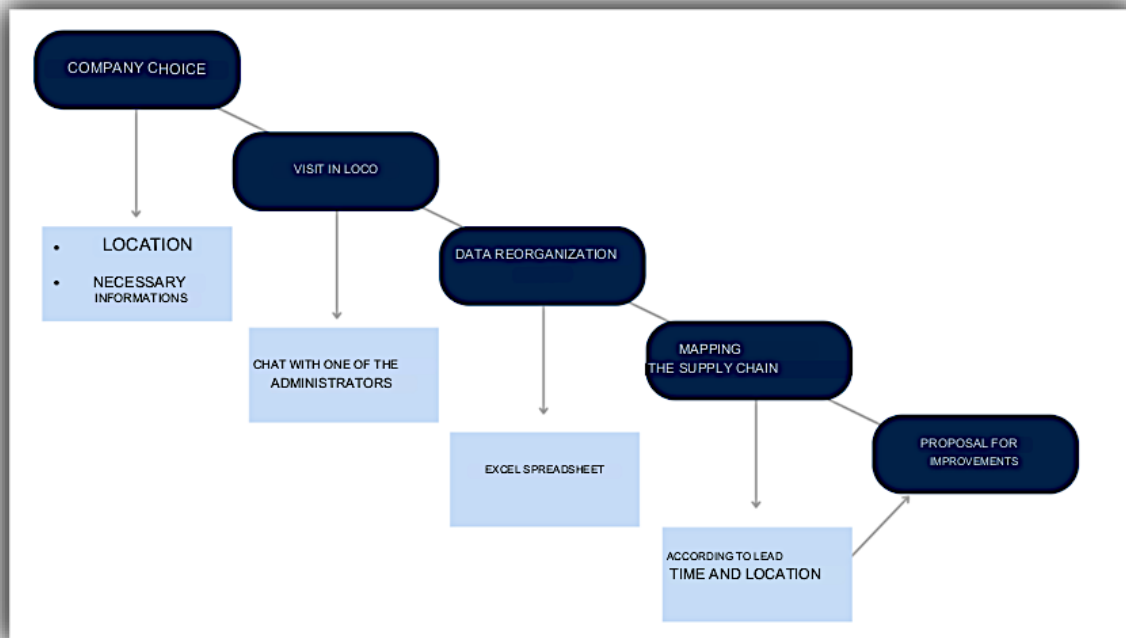 COMPANY CHOICE
VISIT IN LOCO
• LOCATION
• NECESSARY
INFORMATIONS
DATA REORGANIZATION
CHAT WITH ONE OF THE
ADMINISTRATORS
MAPPING
THE SUPPLY CHAIN
EXCEL SPREADSHEET
PROPOSAL FOR
IMPROVEMENTS
ACCORDING TO LEAD
TIME AND LOCATION